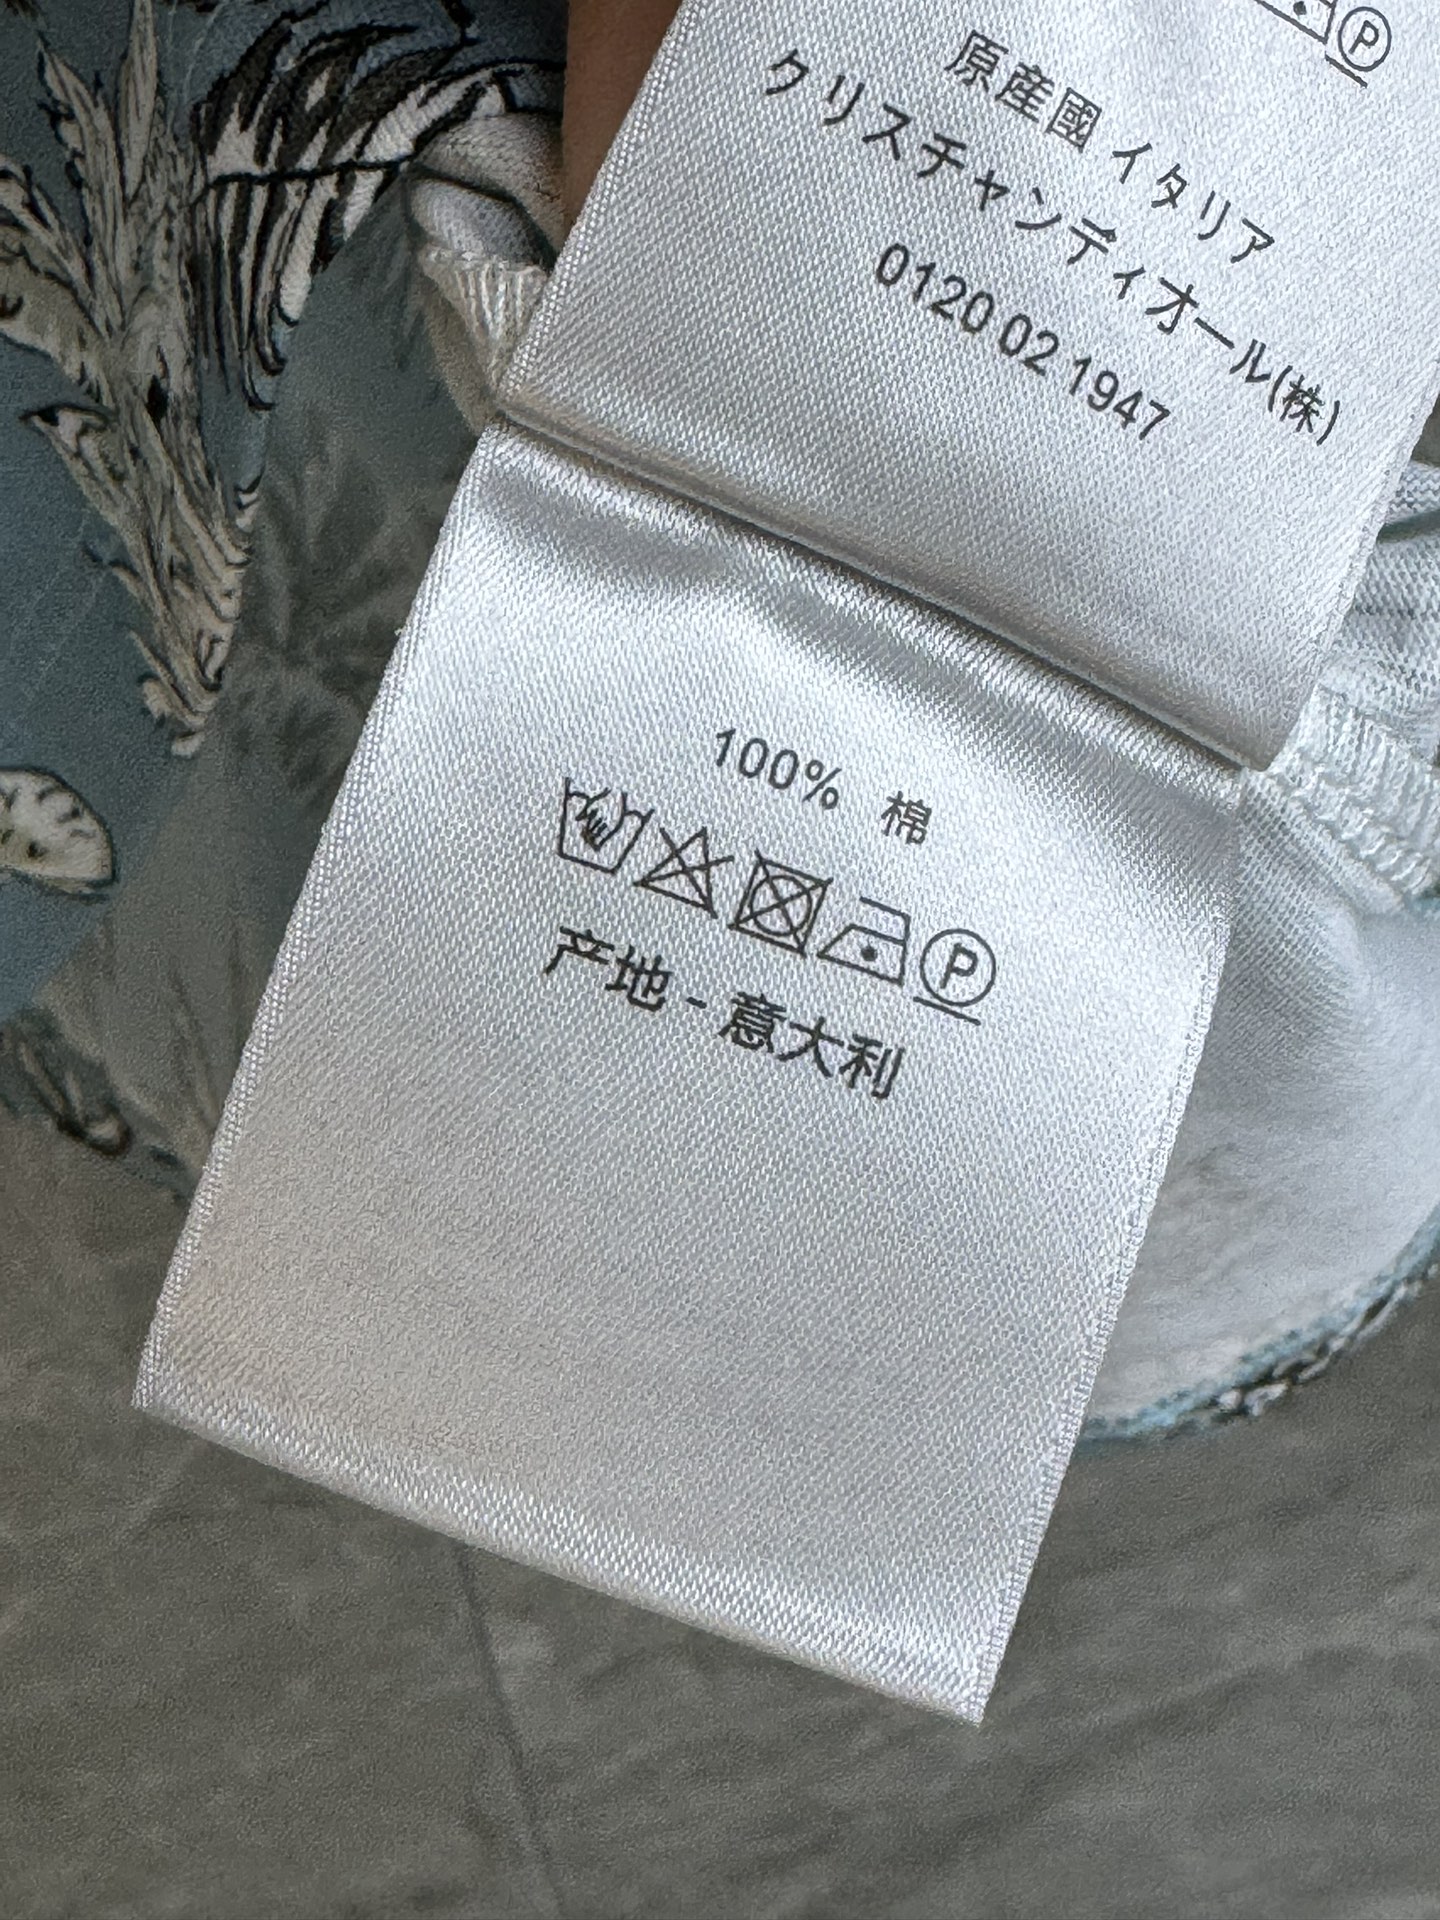 P
原産國 イタリア
クリスチャンディオール(株)
0120 02 1947
100% 棉
P
产地 - 意大利